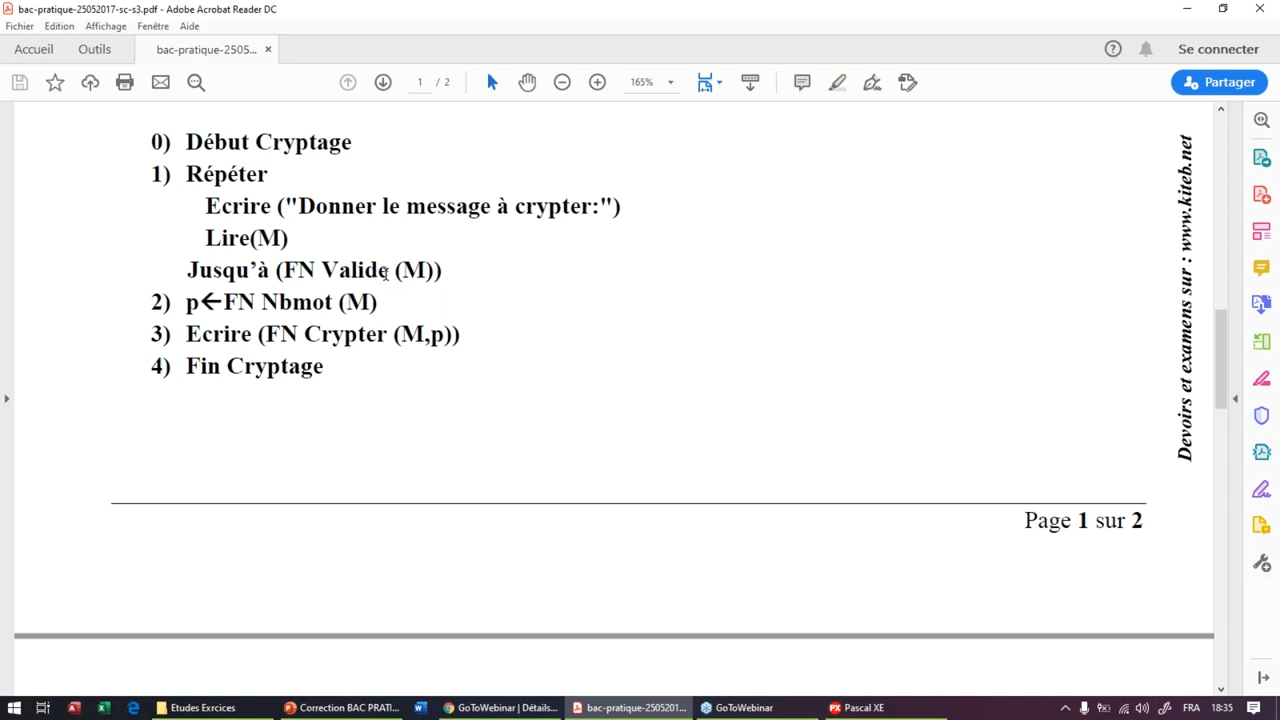 bac-pratique-25052017-sc-s3.pdf - Adobe Acrobat Reader DC
Fichier Edition Affichage Fenêtre Aide
Accueil Outils bac-pratique-2505... × Se connecter
1 / 2 165% Partager
0) Début Cryptage
1) Répéter
Ecrire ("Donner le message à crypter:")
Lire(M)
Jusqu'à (FN Valide (M))
2) p←FN Nbmot (M)
3) Ecrire (FN Crypter (M,p))
4) Fin Cryptage
Devoirs et examens sur : www.kiteb.net
Page 1 sur 2
Etudes Exrcices Correction BAC PRATI... GoToWebinar | Détails... bac-pratique-2505201... GoToWebinar Pascal XE FRA 18:35